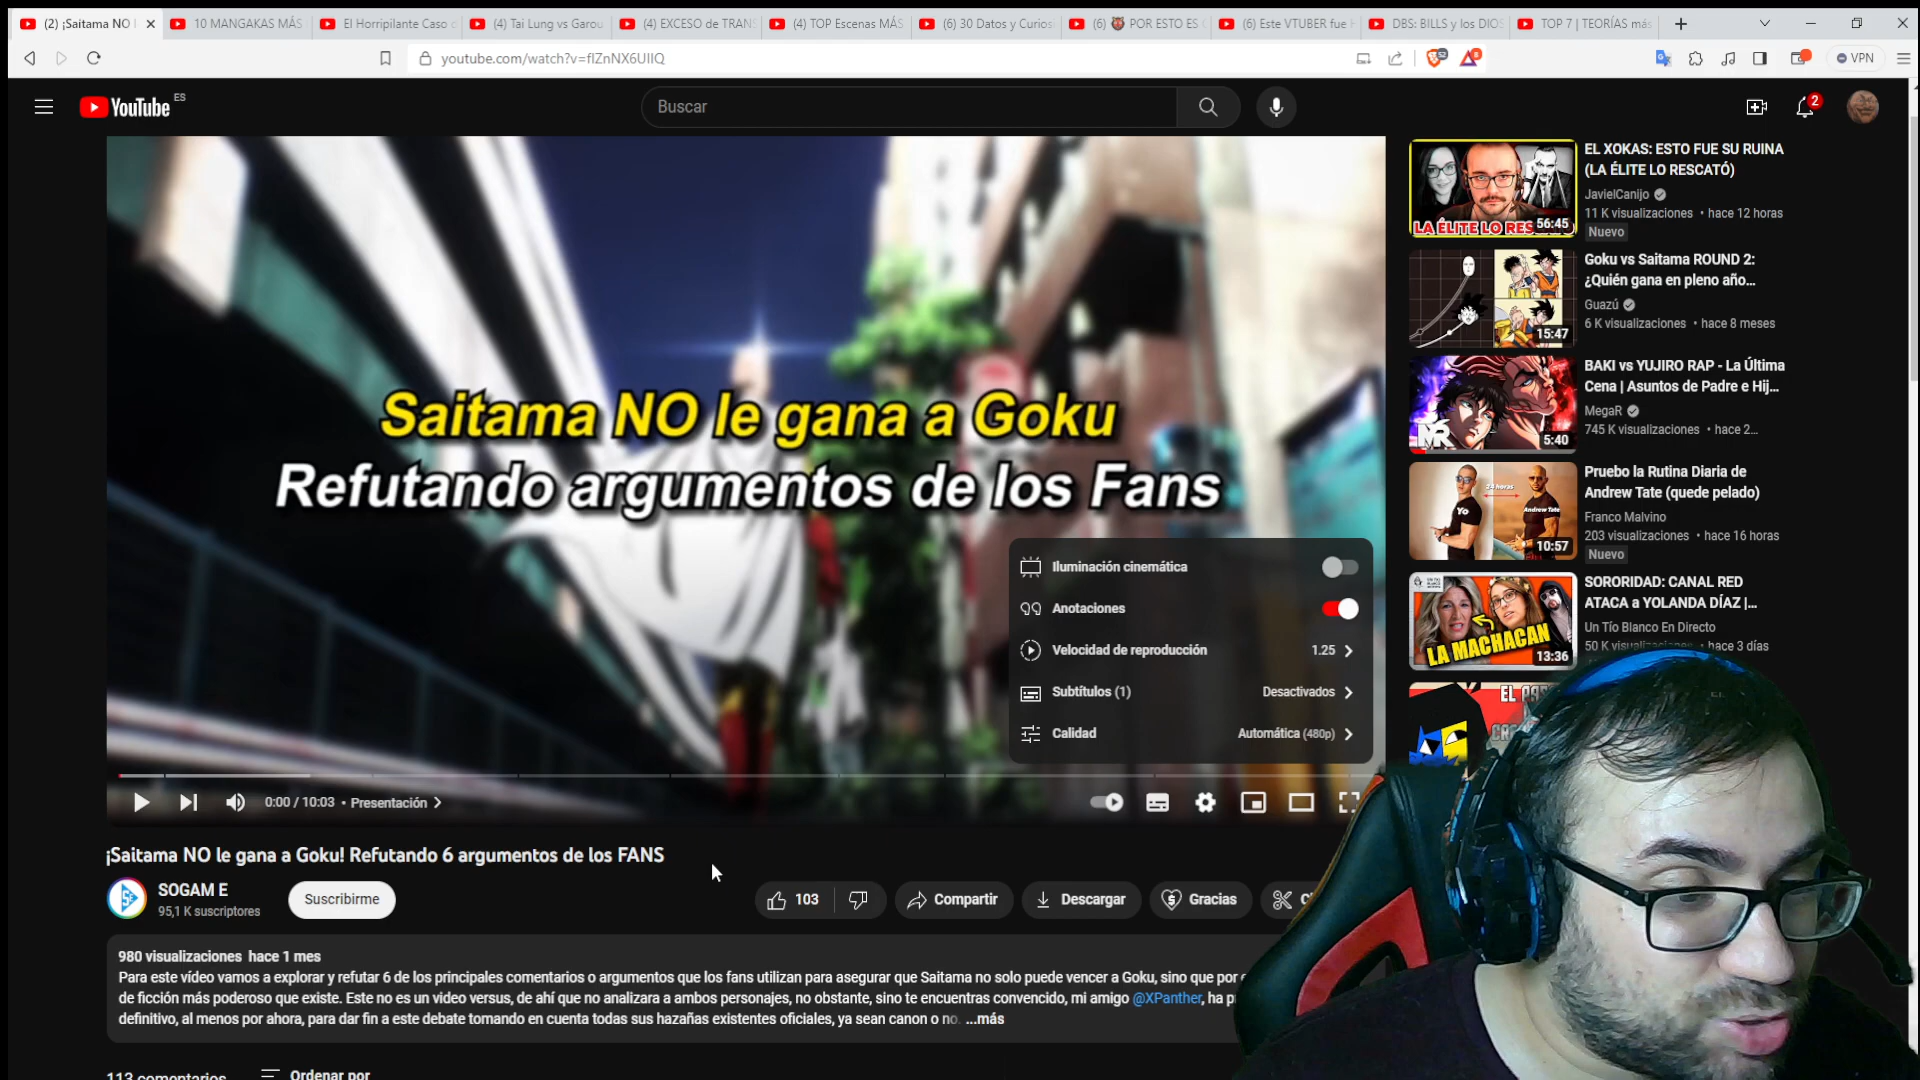 (2) ¡Saitama NO
10 MANGAKAS MÁS
El Horripilante Caso
(4) Tai Lung vs Garou
(4) EXCESO de TRAN
(4) TOP Escenas MÁS
(6) 30 Datos y Curios
(6) POR ESTO ES
(6) Este VTUBER fue
DBS: BILLS y los DIOS
TOP 7 | TEORÍAS más
youtube.com/watch?v=flZnNX6UIIQ
VPN
YouTube ES
Buscar
2
Saitama NO le gana a Goku
Refutando argumentos de los Fans
Iluminación cinemática
Anotaciones
Velocidad de reproducción 1.25
Subtítulos (1) Desactivados
Calidad Automática (480p)
0:00 / 10:03 • Presentación
¡Saitama NO le gana a Goku! Refutando 6 argumentos de los FANS
SOGAM E
95,1 K suscriptores
Suscribirme
103
Compartir
Descargar
Gracias
980 visualizaciones hace 1 mes
Para este vídeo vamos a explorar y refutar 6 de los principales comentarios o argumentos que los fans utilizan para asegurar que Saitama no solo puede vencer a Goku, sino que por
de ficción más poderoso que existe. Este no es un video versus, de ahí que no analizara a ambos personajes, no obstante, sino te encuentras convencido, mi amigo @XPanther, ha
definitivo, al menos por ahora, para dar fin a este debate tomando en cuenta todas sus hazañas existentes oficiales, ya sean canon o no. ...más
113 comentarios
Ordenar por
LA ÉLITE LO RES
56:45
EL XOKAS: ESTO FUE SU RUINA
(LA ÉLITE LO RESCATÓ)
JavielCanijo
11 K visualizaciones • hace 12 horas
Nuevo
15:47
Goku vs Saitama ROUND 2:
¿Quién gana en pleno año...
Guazú
6 K visualizaciones • hace 8 meses
MR
5:40
BAKI vs YUJIRO RAP - La Última
Cena | Asuntos de Padre e Hij...
MegaR
745 K visualizaciones • hace 2...
24 horas
Yo
Andrew Tate
10:57
Pruebo la Rutina Diaria de
Andrew Tate (quede pelado)
Franco Malvino
203 visualizaciones • hace 16 horas
Nuevo
LA MACHACAN
13:36
SORORIDAD: CANAL RED
ATACA a YOLANDA DÍAZ |...
Un Tío Blanco En Directo
50 K visualizaciones • hace 3 días